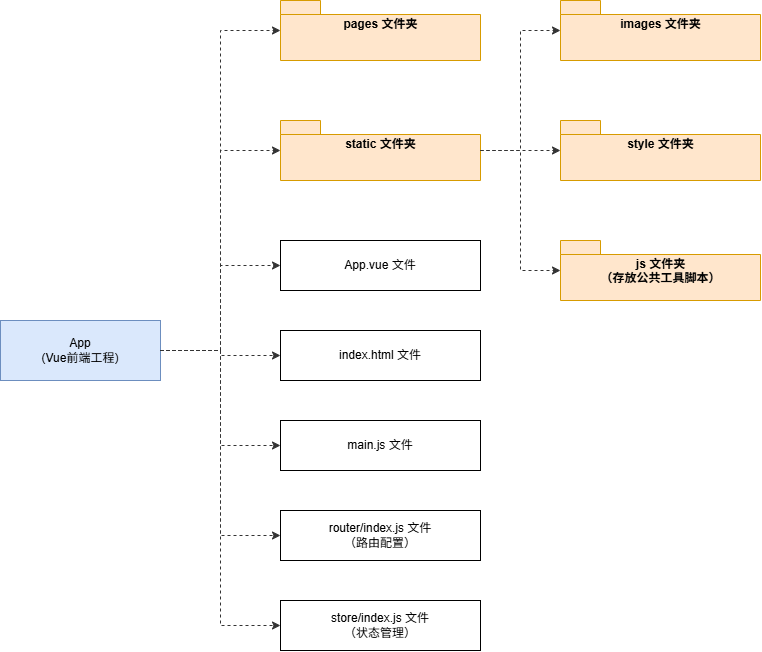 pages 文件夹
images 文件夹
static 文件夹
style 文件夹
App.vue 文件
js 文件夹
（存放公共工具脚本）
App
(Vue前端工程)
index.html 文件
main.js 文件
router/index.js 文件
（路由配置）
store/index.js 文件
（状态管理）